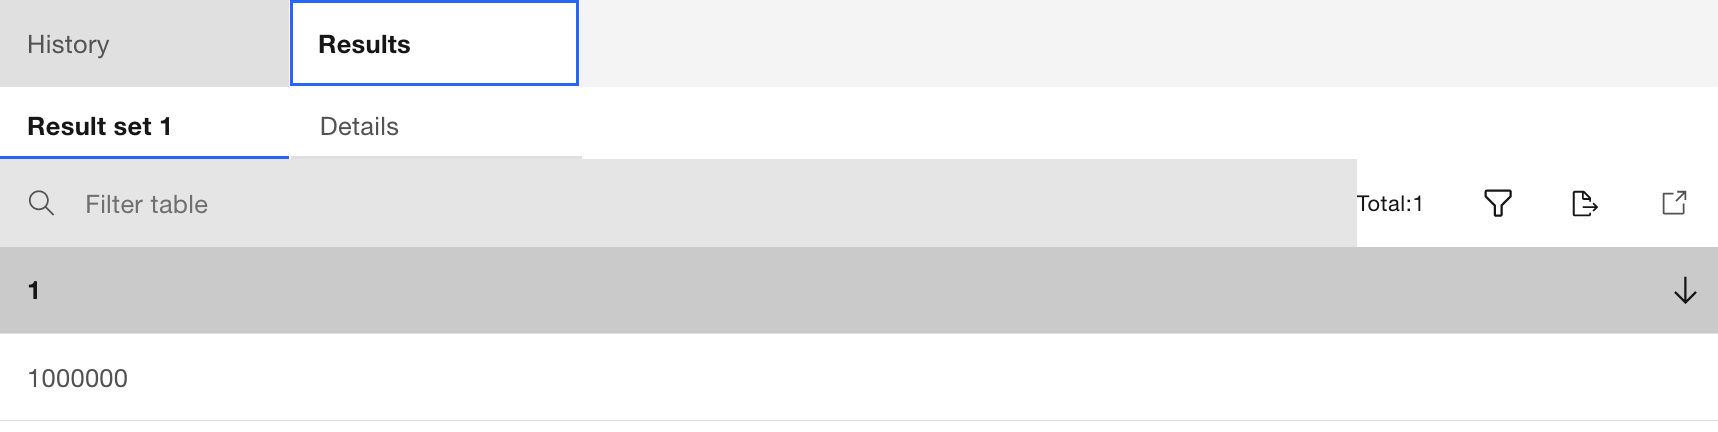 History Results
Result set 1 Details
Filter table Total:1
1
1000000